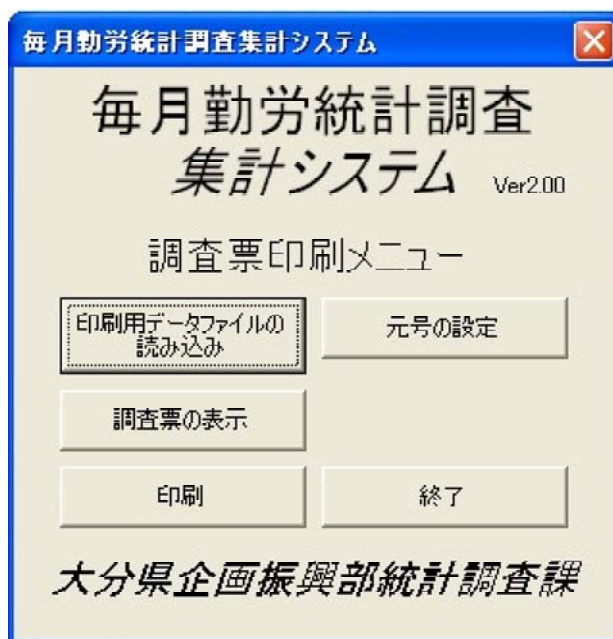 毎月勤労統計調査集計システム
毎月勤労統計調査
集計システム Ver2.00
調査票印刷メニュー
印刷用データファイルの
読み込み
元号の設定
調査票の表示
印刷
終了
大分県企画振興部統計調査課